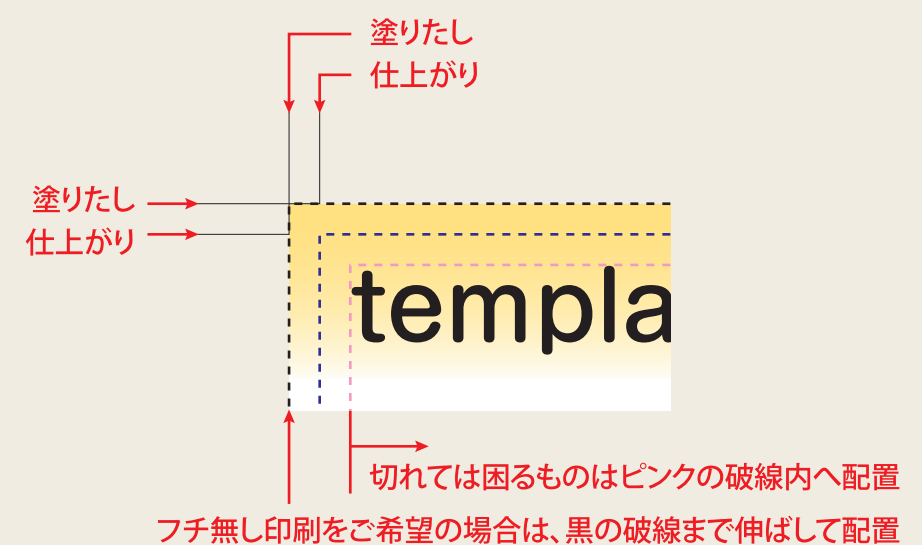 塗りたし
仕上がり
塗りたし
仕上がり
templa
切れては困るものはピンクの破線内へ配置
フチ無し印刷をご希望の場合は、黒の破線まで伸ばして配置